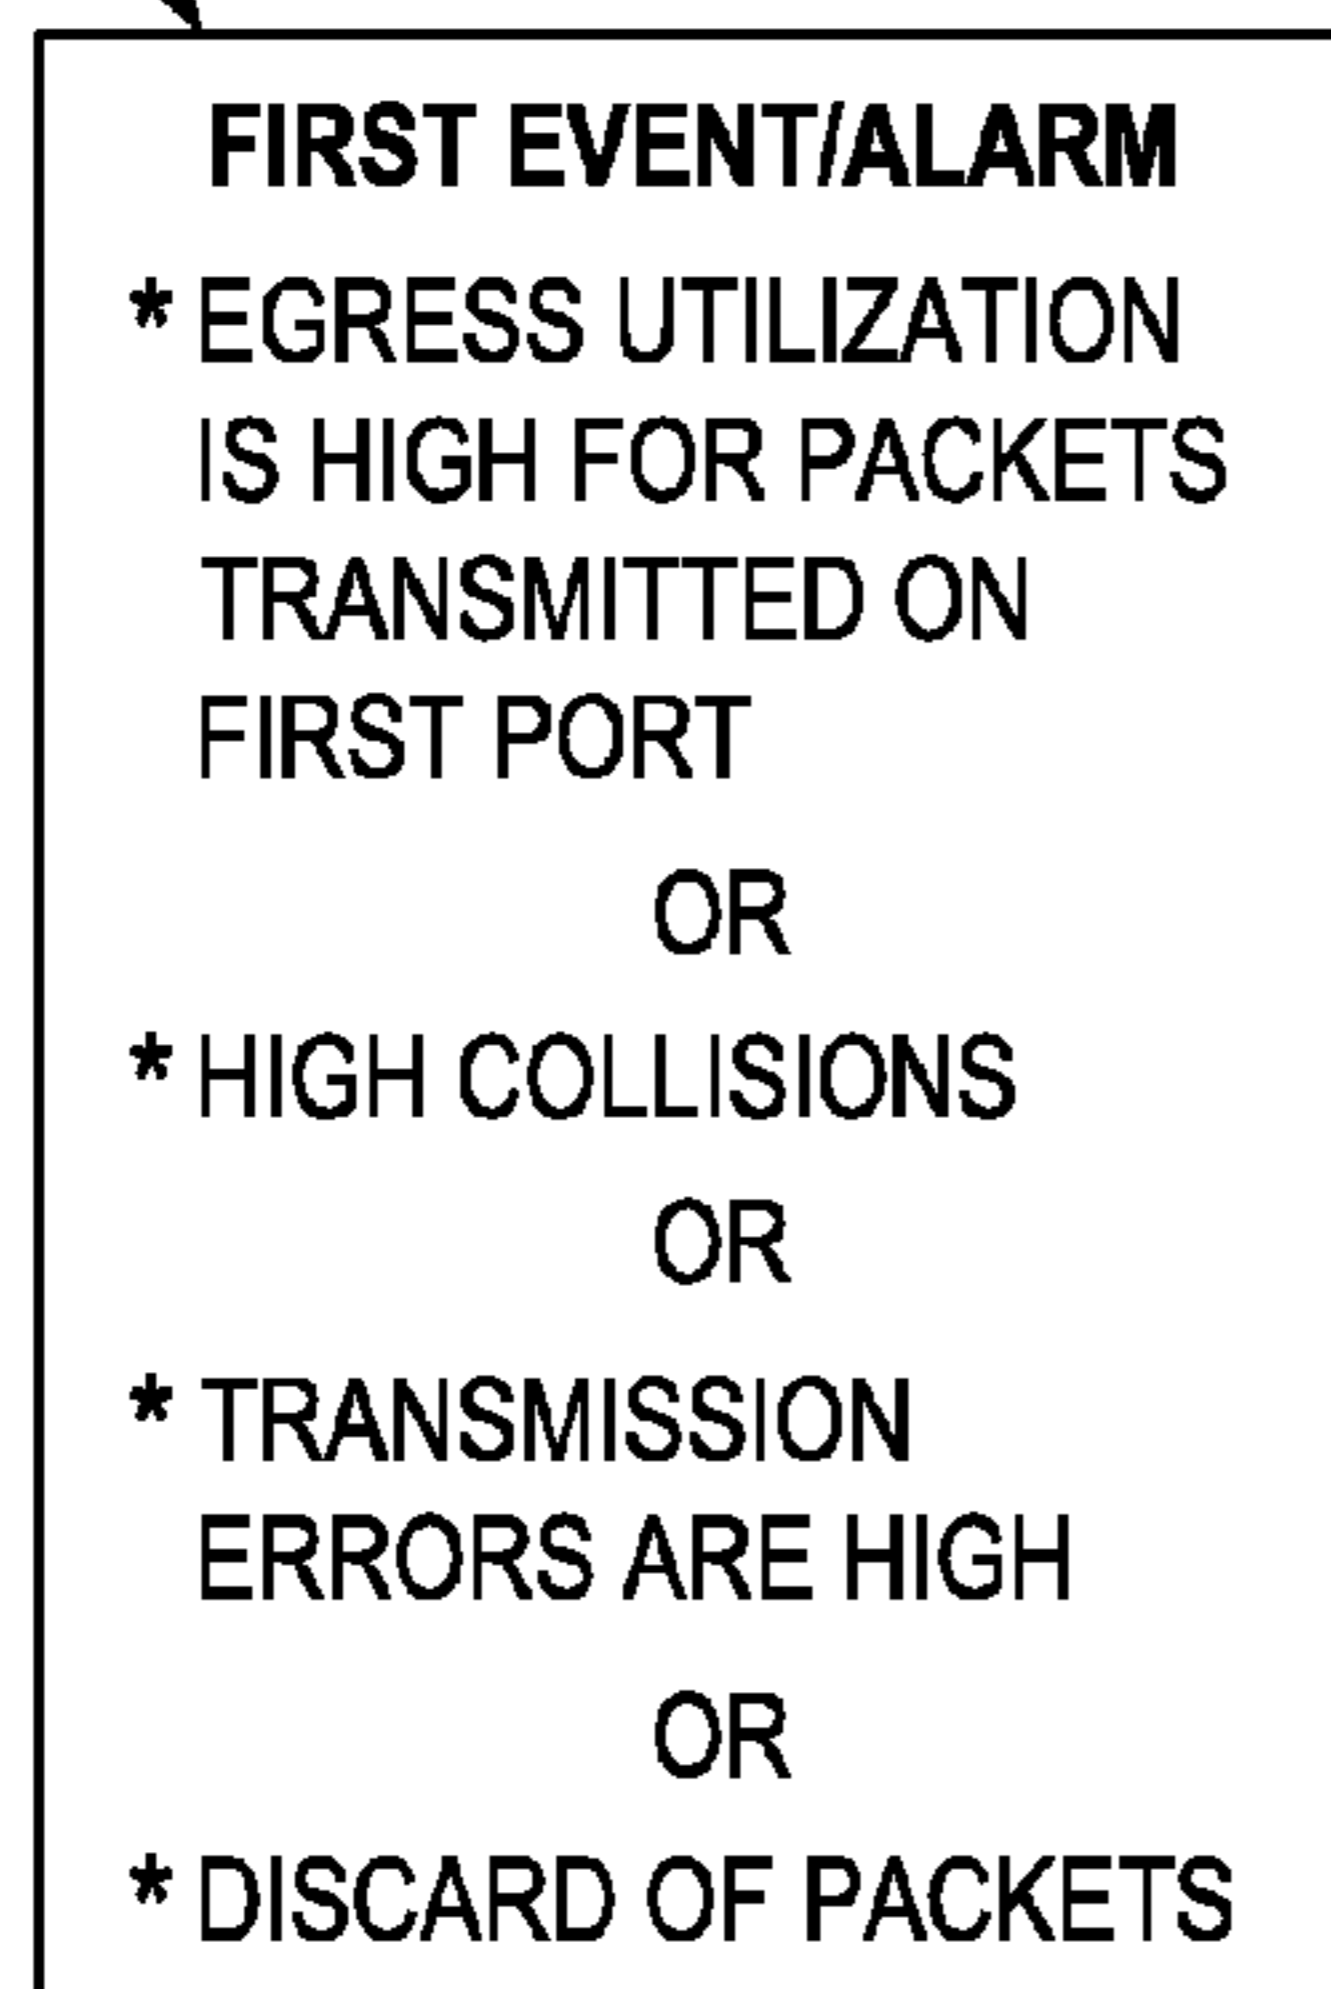 FIRST EVENT/ALARM
* EGRESS UTILIZATION
IS HIGH FOR PACKETS
TRANSMITTED ON
FIRST PORT
OR
* HIGH COLLISIONS
OR
* TRANSMISSION
ERRORS ARE HIGH
OR
* DISCARD OF PACKETS